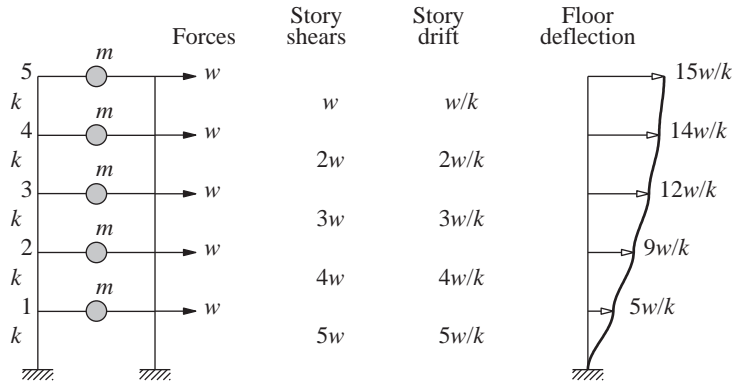 Forces
Story shears
Story drift
Floor deflection
5 m w 15w/k
k w w/k
4 m w 14w/k
k 2w 2w/k
3 m w 12w/k
k 3w 3w/k
2 m w 9w/k
k 4w 4w/k
1 m w 5w/k
k 5w 5w/k